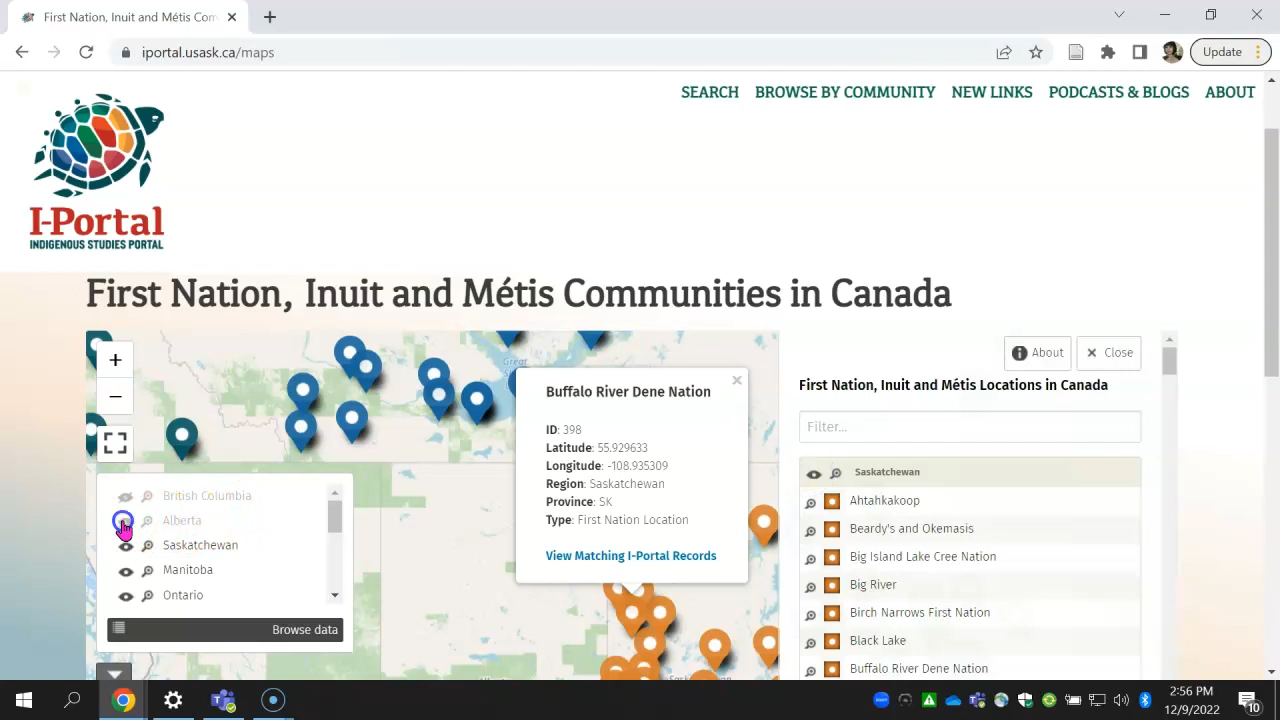 First Nation, Inuit and Métis Com
iportal.usask.ca/maps
Update
SEARCH BROWSE BY COMMUNITY NEW LINKS PODCASTS & BLOGS ABOUT
I-Portal
INDIGENOUS STUDIES PORTAL
First Nation, Inuit and Métis Communities in Canada
+
−
Great
Buffalo River Dene Nation
ID: 398
Latitude: 55.929633
Longitude: -108.935309
Region: Saskatchewan
Province: SK
Type: First Nation Location
View Matching I-Portal Records
British Columbia
Alberta
Saskatchewan
Manitoba
Ontario
Browse data
About
Close
First Nation, Inuit and Métis Locations in Canada
Filter...
Saskatchewan
Ahtahkakoop
Beardy's and Okemasis
Big Island Lake Cree Nation
Big River
Birch Narrows First Nation
Black Lake
Buffalo River Dene Nation
2:56 PM
12/9/2022
10